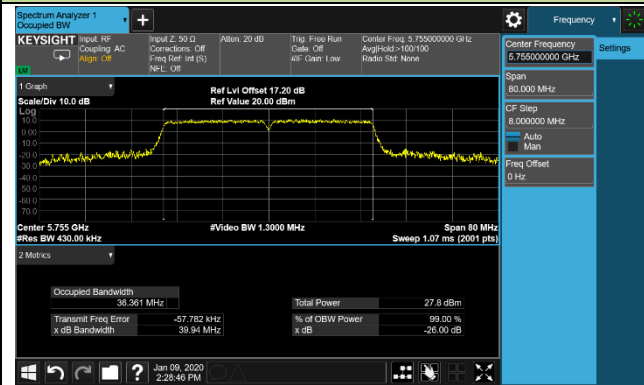 Spectrum Analyzer 1
Occupied BW
+
Frequency
KEYSIGHT
Input: RF
Coupling: AC
Align: Off
Input Z: 50 Ω
Corrections: Off
Freq Ref: Int (S)
NFE: Off
Atten: 20 dB
Trig: Free Run
Gate: Off
#IF Gain: Low
Center Freq: 5.755000000 GHz
Avg|Hold:>100/100
Radio Std: None
LXI
1 Graph
Scale/Div 10.0 dB
Ref Lvl Offset 17.20 dB
Ref Value 20.00 dBm
Log
10.0
0.00
-10.0
-20.0
-30.0
-40.0
-50.0
-60.0
-70.0
Center 5.755 GHz
#Res BW 430.00 kHz
#Video BW 1.3000 MHz
Span 80 MHz
Sweep 1.07 ms (2001 pts)
2 Metrics
Occupied Bandwidth
36.361 MHz
Total Power 27.8 dBm
Transmit Freq Error -57.782 kHz
% of OBW Power 99.00 %
x dB Bandwidth 39.94 MHz
x dB -26.00 dB
Center Frequency
5.755000000 GHz
Settings
Span
80.000 MHz
CF Step
8.000000 MHz
Auto
Man
Freq Offset
0 Hz
?
Jan 09, 2020
2:28:46 PM